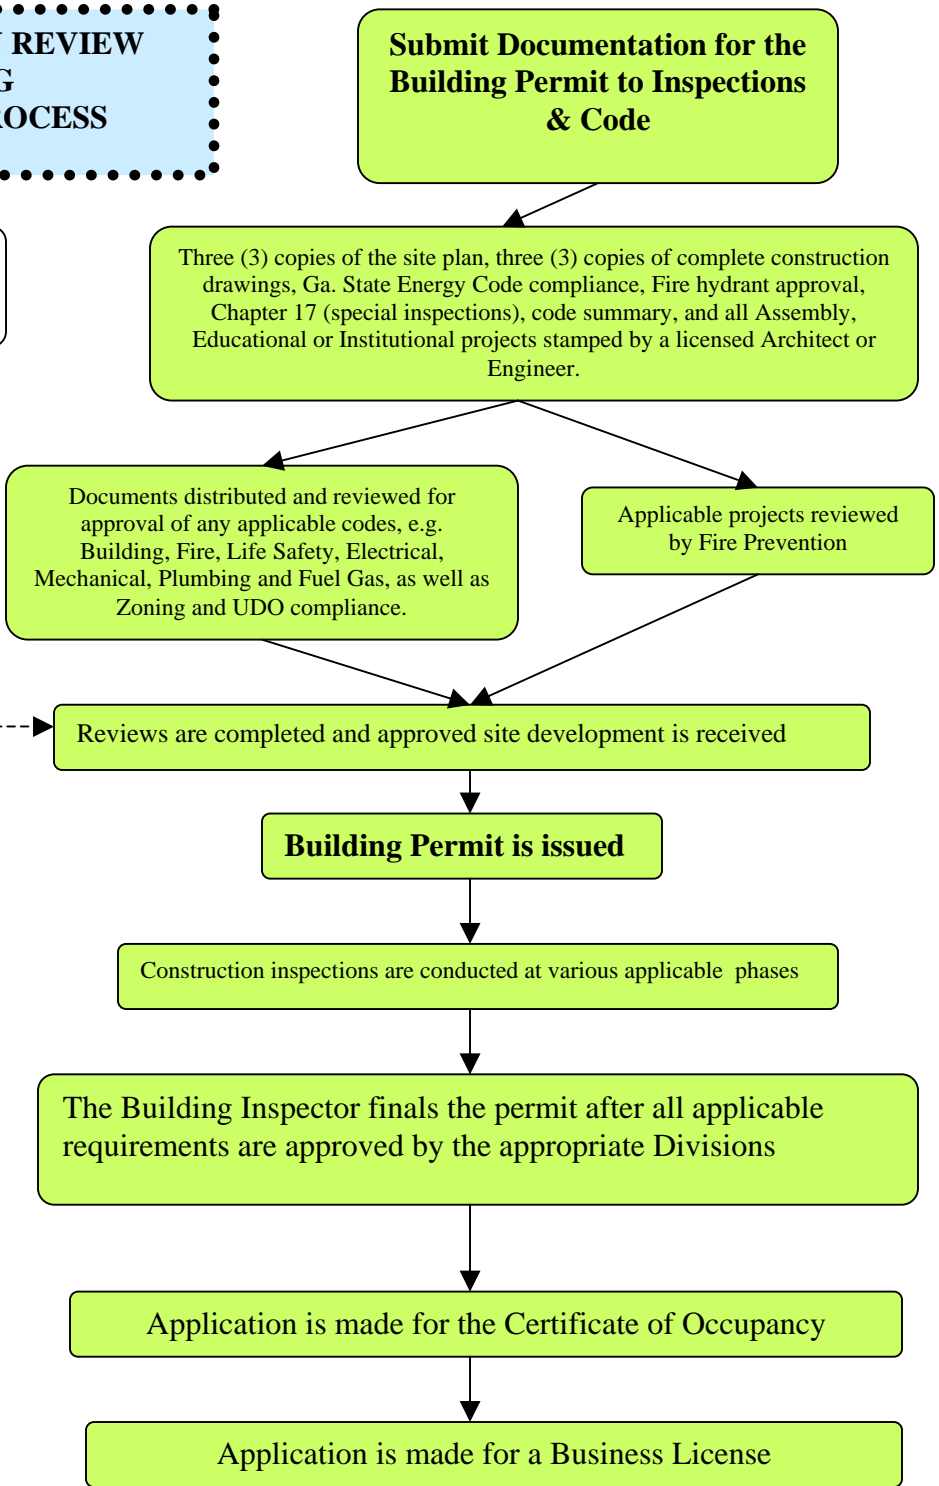 REVIEW
Submit Documentation for the
Building Permit to Inspections
& Code
Three (3) copies of the site plan, three (3) copies of complete construction
drawings, Ga. State Energy Code compliance, Fire hydrant approval,
Chapter 17 (special inspections), code summary, and all Assembly,
Educational or Institutional projects stamped by a licensed Architect or
Engineer.
Documents distributed and reviewed for
approval of any applicable codes, e.g.
Building, Fire, Life Safety, Electrical,
Mechanical, Plumbing and Fuel Gas, as well as
Zoning and UDO compliance.
Applicable projects reviewed
by Fire Prevention
Reviews are completed and approved site development is received
Building Permit is issued
Construction inspections are conducted at various applicable phases
The Building Inspector finals the permit after all applicable
requirements are approved by the appropriate Divisions
Application is made for the Certificate of Occupancy
Application is made for a Business License